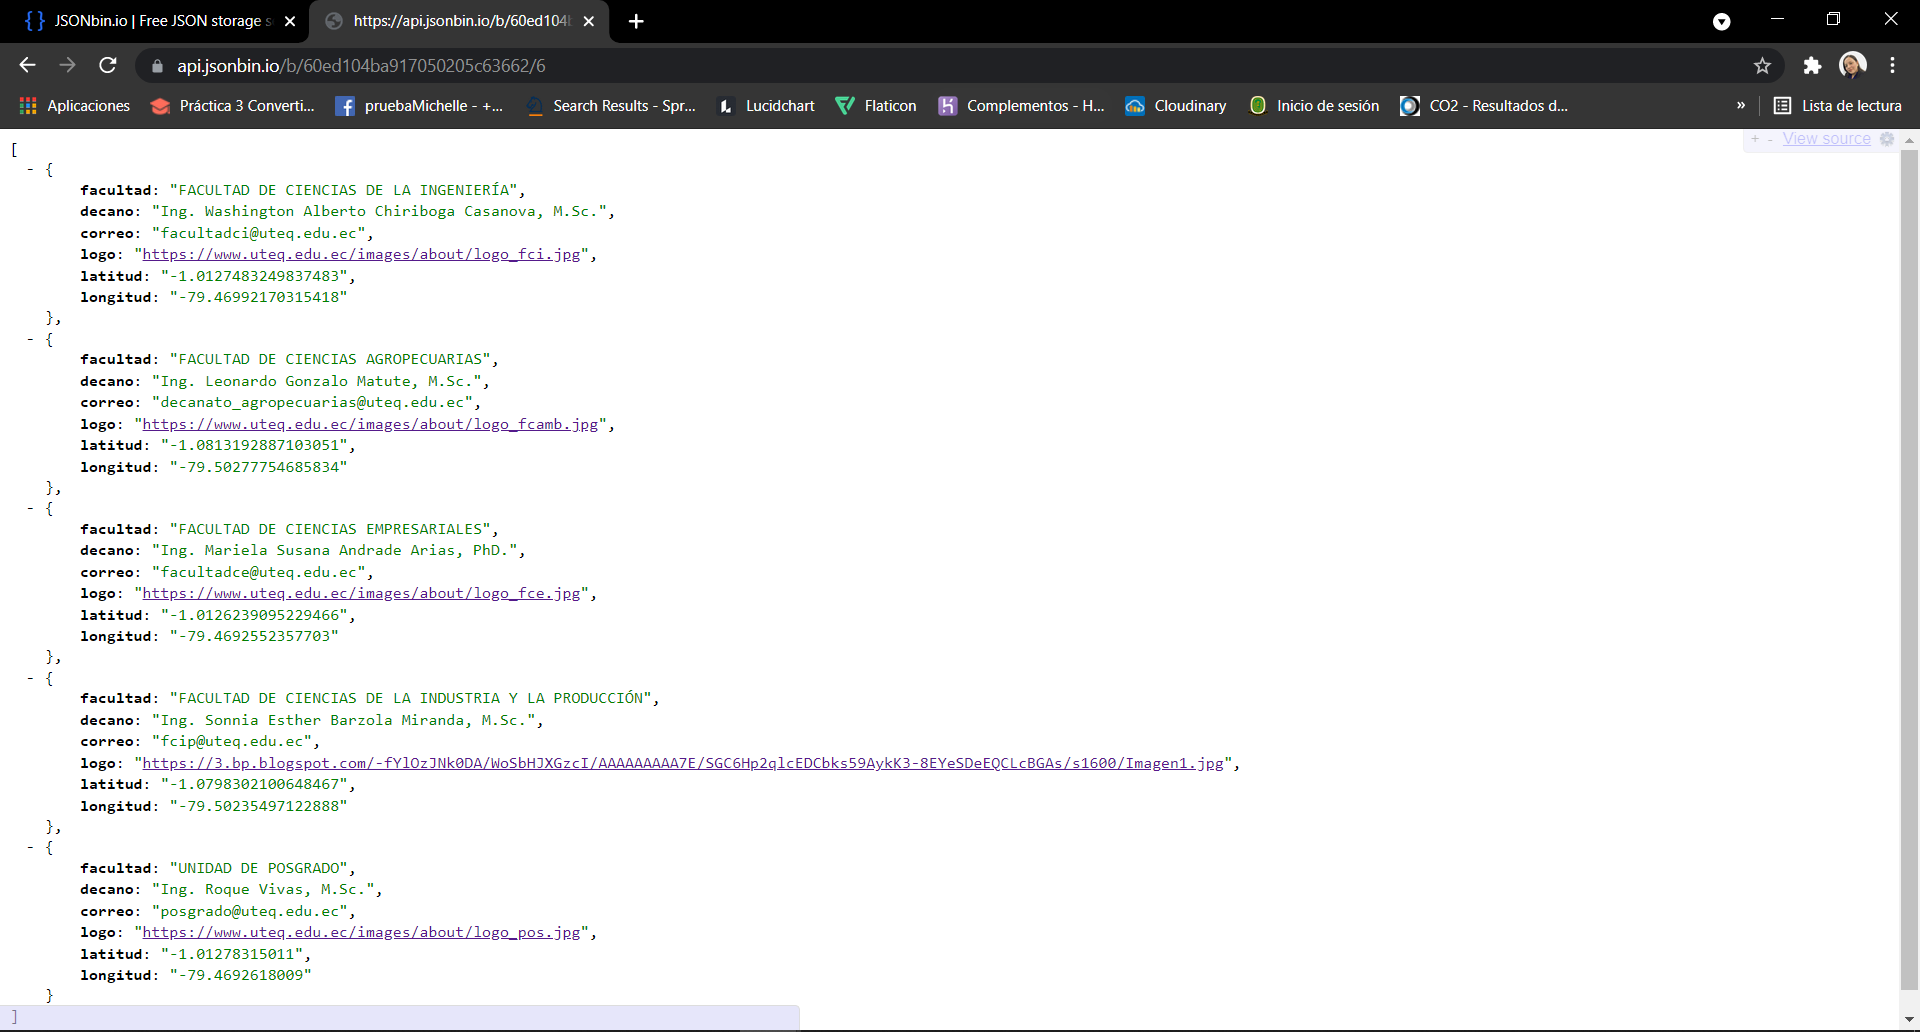 JSONbin.io | Free JSON storage s
https://api.jsonbin.io/b/60ed104b
api.jsonbin.io/b/60ed104ba917050205c63662/6
Aplicaciones
Práctica 3 Converti...
pruebaMichelle - +...
Search Results - Spr...
Lucidchart
Flaticon
Complementos - H...
Cloudinary
Inicio de sesión
CO2 - Resultados d...
»
Lista de lectura
+ - View source
[
- {
facultad: "FACULTAD DE CIENCIAS DE LA INGENIERÍA",
decano: "Ing. Washington Alberto Chiriboga Casanova, M.Sc.",
correo: "facultadci@uteq.edu.ec",
logo: "https://www.uteq.edu.ec/images/about/logo_fci.jpg",
latitud: "-1.0127483249837483",
longitud: "-79.46992170315418"
},
- {
facultad: "FACULTAD DE CIENCIAS AGROPECUARIAS",
decano: "Ing. Leonardo Gonzalo Matute, M.Sc.",
correo: "decanato_agropecuarias@uteq.edu.ec",
logo: "https://www.uteq.edu.ec/images/about/logo_fcamb.jpg",
latitud: "-1.0813192887103051",
longitud: "-79.50277754685834"
},
- {
facultad: "FACULTAD DE CIENCIAS EMPRESARIALES",
decano: "Ing. Mariela Susana Andrade Arias, PhD.",
correo: "facultadce@uteq.edu.ec",
logo: "https://www.uteq.edu.ec/images/about/logo_fce.jpg",
latitud: "-1.0126239095229466",
longitud: "-79.4692552357703"
},
- {
facultad: "FACULTAD DE CIENCIAS DE LA INDUSTRIA Y LA PRODUCCIÓN",
decano: "Ing. Sonnia Esther Barzola Miranda, M.Sc.",
correo: "fcip@uteq.edu.ec",
logo: "https://3.bp.blogspot.com/-fYlOzJNk0DA/WoSbHJXGzcI/AAAAAAAAA7E/SGC6Hp2qlcEDCbks59AykK3-8EYeSDeEQCLcBGAs/s1600/Imagen1.jpg",
latitud: "-1.0798302100648467",
longitud: "-79.50235497122888"
},
- {
facultad: "UNIDAD DE POSGRADO",
decano: "Ing. Roque Vivas, M.Sc.",
correo: "posgrado@uteq.edu.ec",
logo: "https://www.uteq.edu.ec/images/about/logo_pos.jpg",
latitud: "-1.01278315011",
longitud: "-79.4692618009"
}
]